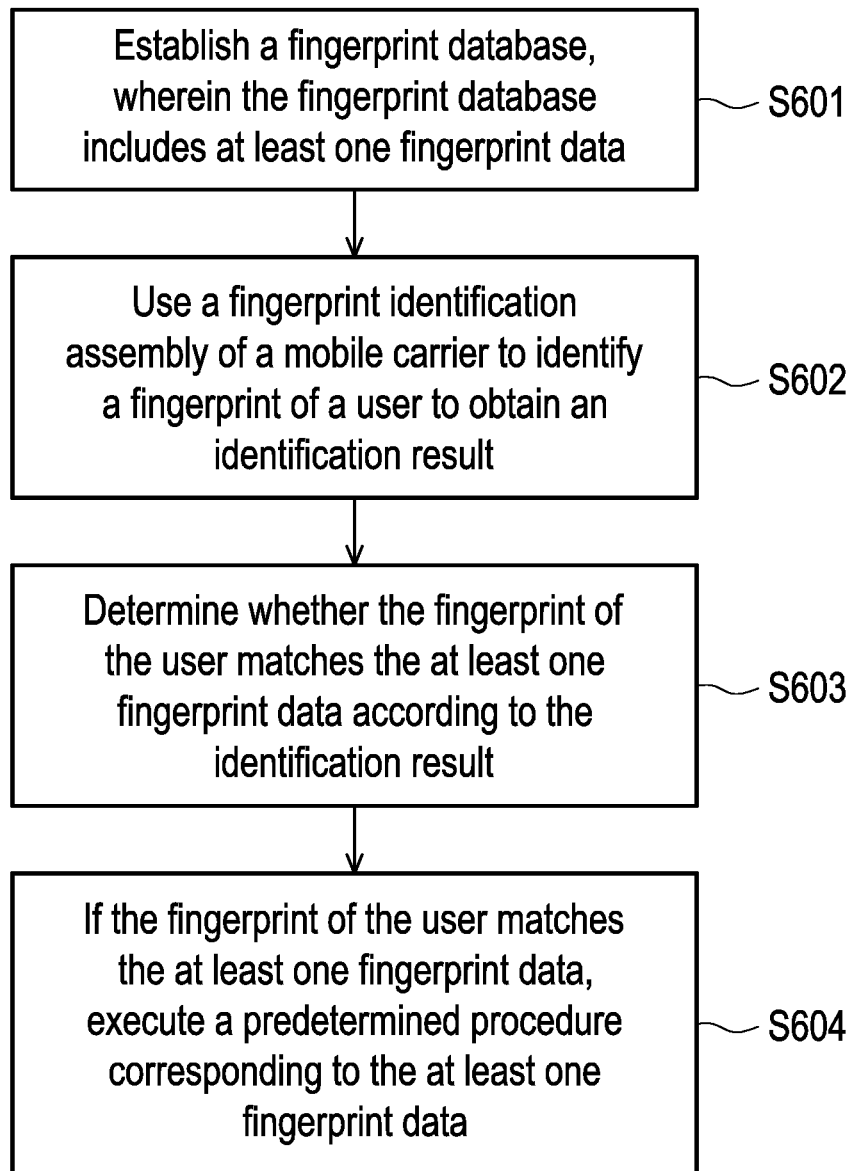 Establish a fingerprint database,
wherein the fingerprint database
includes at least one fingerprint data
S601
Use a fingerprint identification
assembly of a mobile carrier to identify
a fingerprint of a user to obtain an
identification result
S602
Determine whether the fingerprint of
the user matches the at least one
fingerprint data according to the
identification result
S603
If the fingerprint of the user matches
the at least one fingerprint data,
execute a predetermined procedure
corresponding to the at least one
fingerprint data
S604